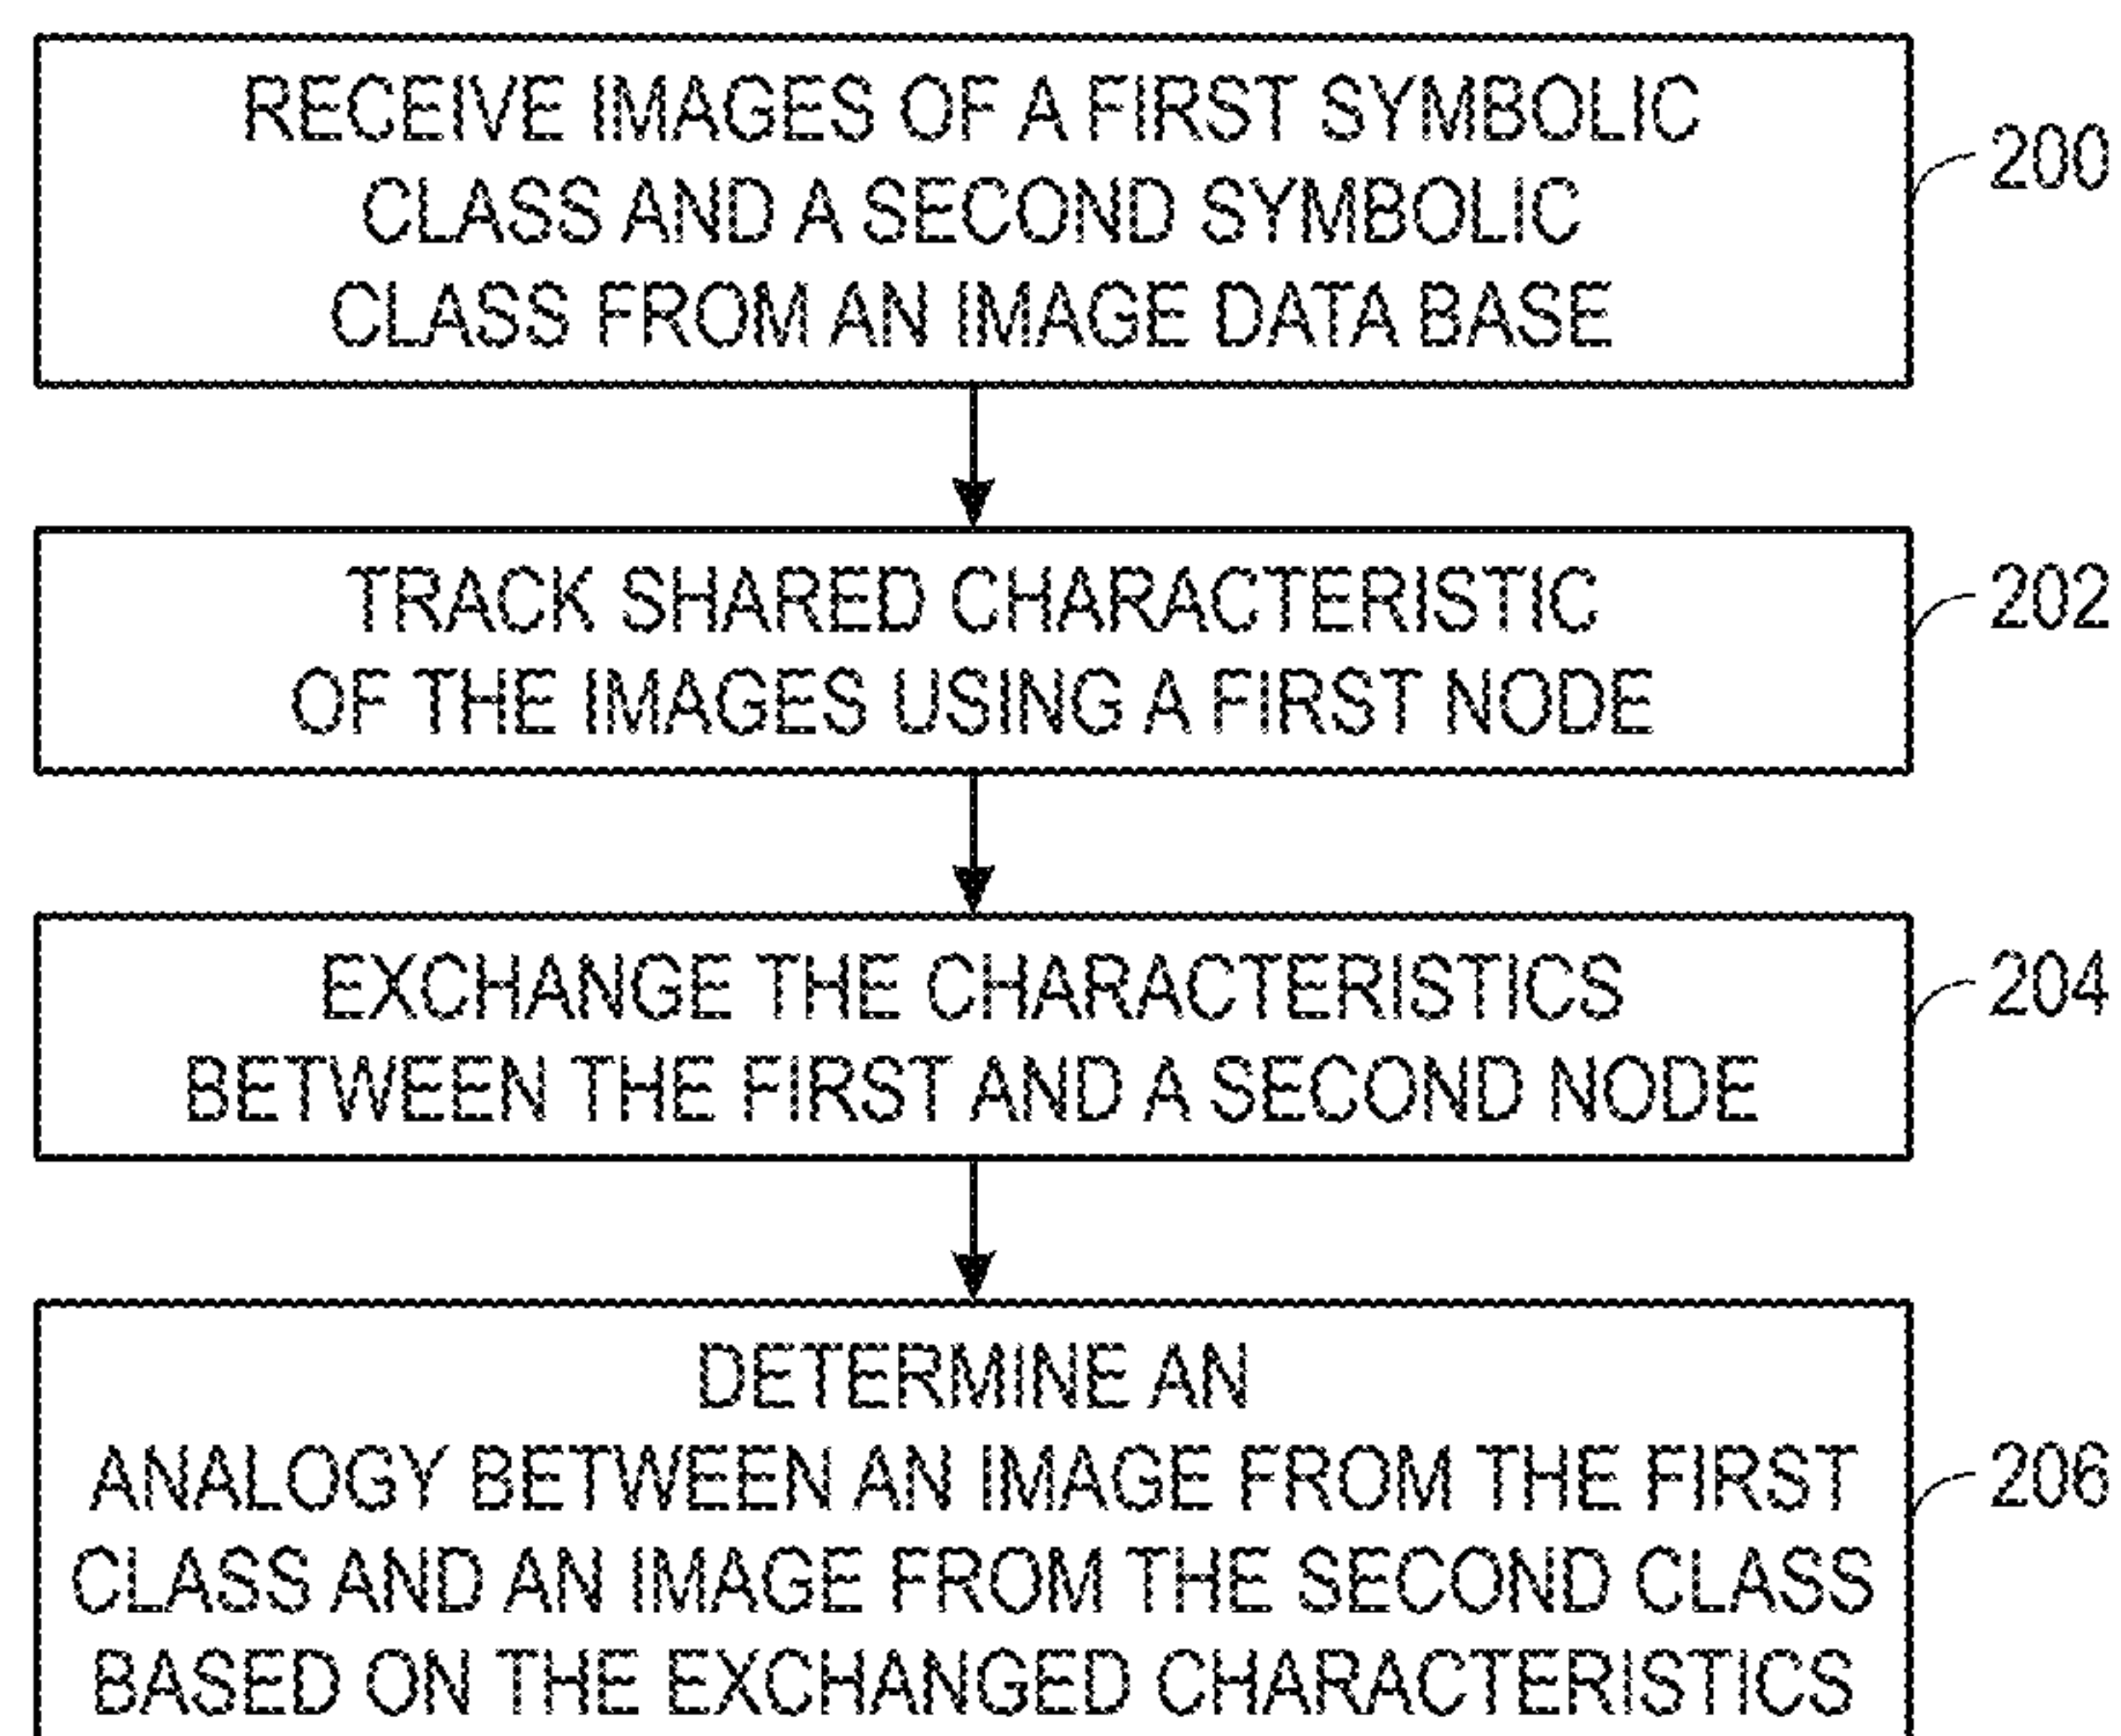 RECEIVE IMAGES OF A FIRST SYMBOLIC
CLASS AND A SECOND SYMBOLIC
CLASS FROM AN IMAGE DATA BASE
200
TRACK SHARED CHARACTERISTIC
OF THE IMAGES USING A FIRST NODE
202
EXCHANGE THE CHARACTERISTICS
BETWEEN THE FIRST AND A SECOND NODE
204
DETERMINE AN
ANALOGY BETWEEN AN IMAGE FROM THE FIRST
CLASS AND AN IMAGE FROM THE SECOND CLASS
BASED ON THE EXCHANGED CHARACTERISTICS
206